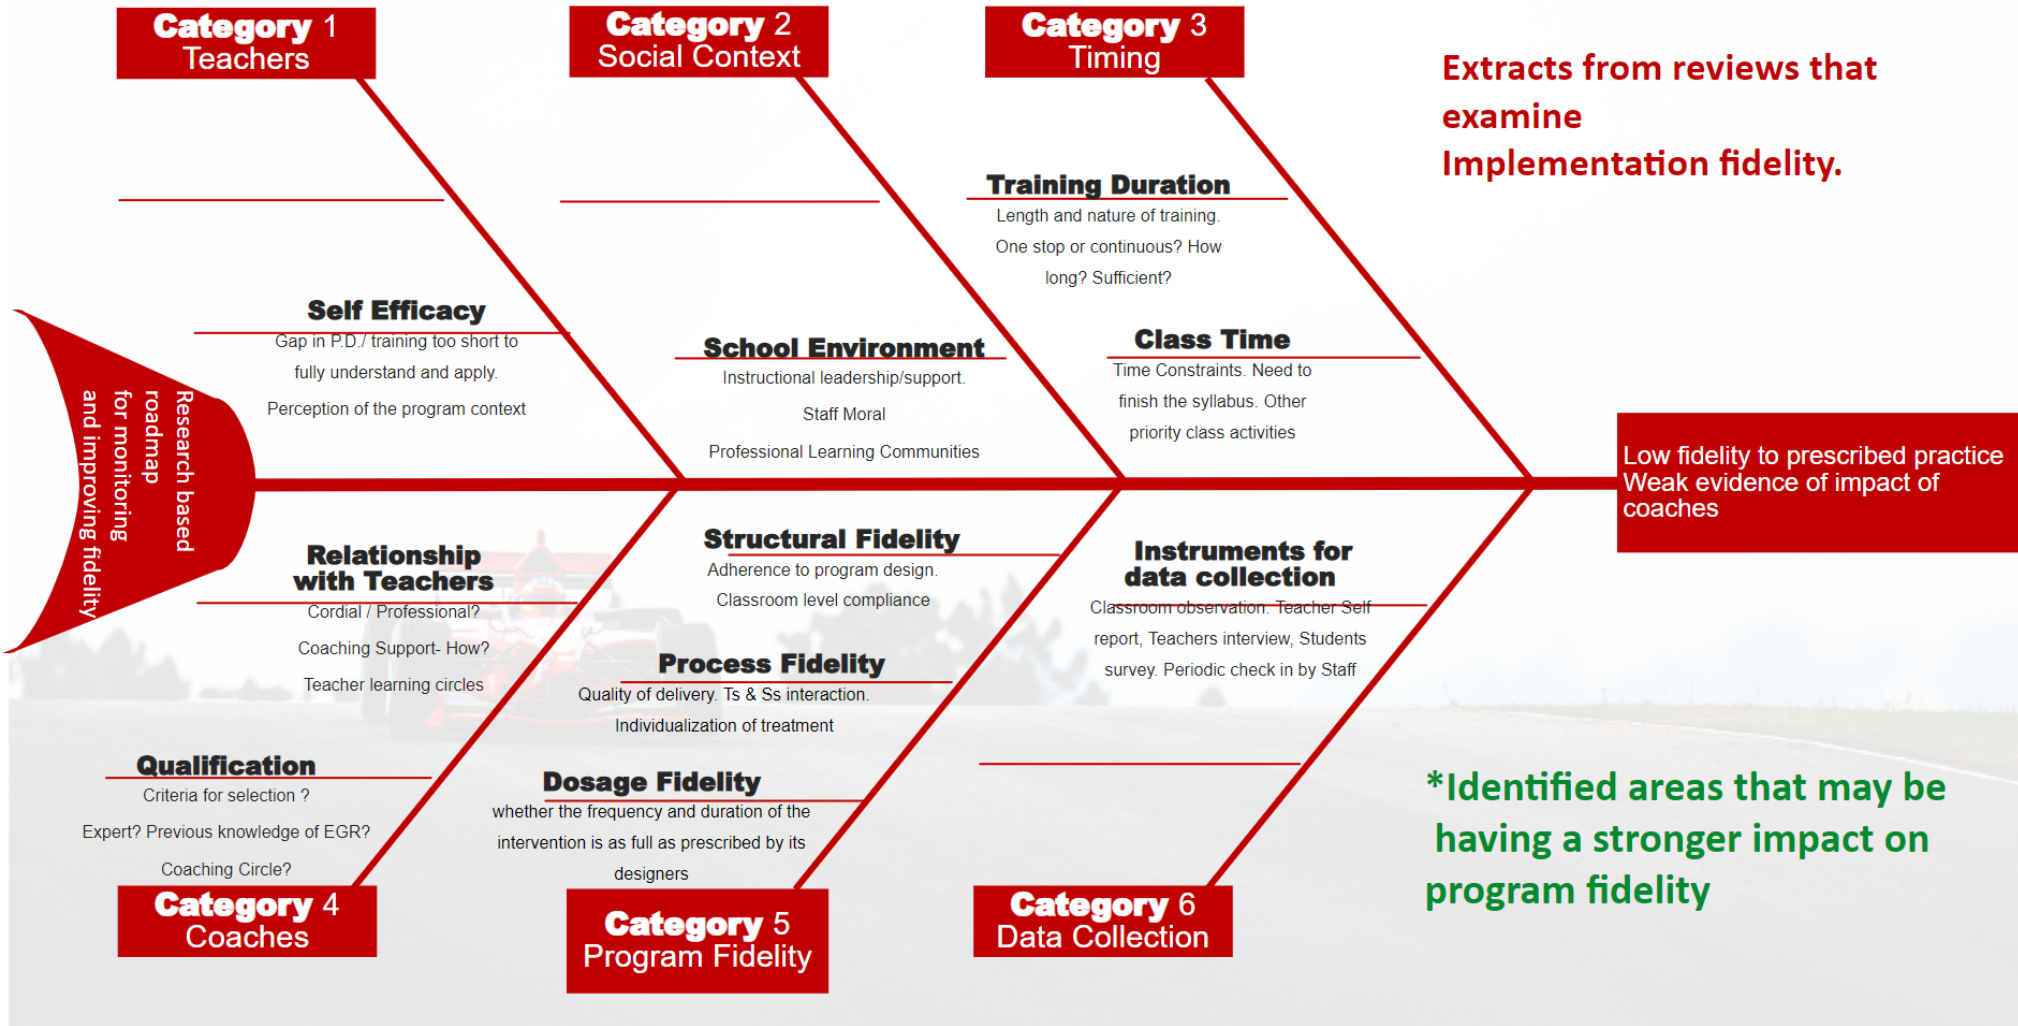 Category 1
Teachers
Category 2
Social Context
Category 3
Timing
Extracts from reviews that
examine
Implementation fidelity.
Training Duration
Length and nature of training.
One stop or continuous? How
long? Sufficient?
Self Efficacy
Gap in P.D./ training too short to
fully understand and apply.
Perception of the program context
School Environment
Instructional leadership/support.
Staff Moral
Professional Learning Communities
Class Time
Time Constraints. Need to
finish the syllabus. Other
priority class activities
Research based
roadmap
for monitoring
and improving fidelity
Low fidelity to prescribed practice
Weak evidence of impact of
coaches
Relationship
with Teachers
Cordial / Professional?
Coaching Support- How?
Teacher learning circles
Structural Fidelity
Adherence to program design.
Classroom level compliance
Instruments for
data collection
Classroom observation. Teacher Self
report, Teachers interview, Students
survey. Periodic check in by Staff
Process Fidelity
Quality of delivery. Ts & Ss interaction.
Individualization of treatment
Qualification
Criteria for selection ?
Expert? Previous knowledge of EGR?
Coaching Circle?
Dosage Fidelity
whether the frequency and duration of the
intervention is as full as prescribed by its
designers
*Identified areas that may be
having a stronger impact on
program fidelity
Category 4
Coaches
Category 5
Program Fidelity
Category 6
Data Collection